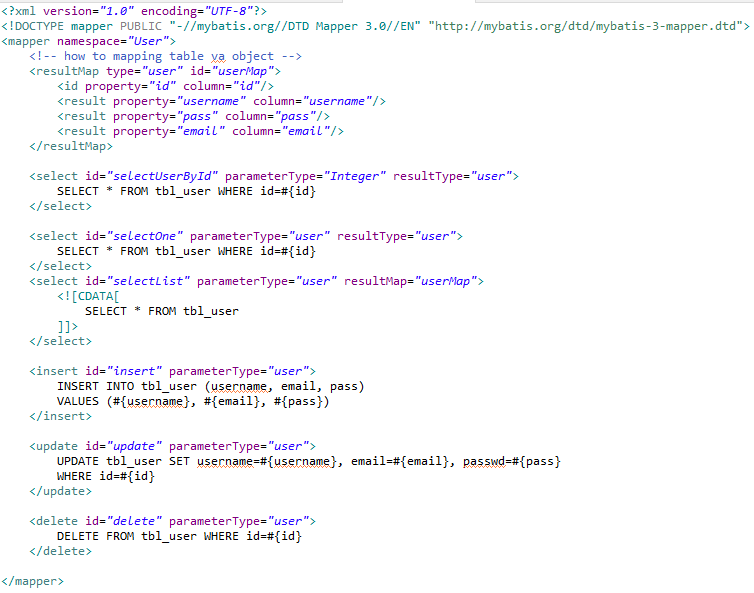 <?xml version="1.0" encoding="UTF-8"?>
<!DOCTYPE mapper PUBLIC "-//mybatis.org//DTD Mapper 3.0//EN" "http://mybatis.org/dtd/mybatis-3-mapper.dtd">
<mapper namespace="User">
    <!-- how to mapping table va object -->
    <resultMap type="user" id="userMap">
        <id property="id" column="id"/>
        <result property="username" column="username"/>
        <result property="pass" column="pass"/>
        <result property="email" column="email"/>
    </resultMap>

    <select id="selectUserById" parameterType="Integer" resultType="user">
        SELECT * FROM tbl_user WHERE id=#{id}
    </select>

    <select id="selectOne" parameterType="user" resultType="user">
        SELECT * FROM tbl_user WHERE id=#{id}
    </select>
    <select id="selectList" parameterType="user" resultMap="userMap">
        <![CDATA[
            SELECT * FROM tbl_user
        ]]>
    </select>

    <insert id="insert" parameterType="user">
        INSERT INTO tbl_user (username, email, pass)
        VALUES (#{username}, #{email}, #{pass})
    </insert>

    <update id="update" parameterType="user">
        UPDATE tbl_user SET username=#{username}, email=#{email}, passwd=#{pass}
        WHERE id=#{id}
    </update>

    <delete id="delete" parameterType="user">
        DELETE FROM tbl_user WHERE id=#{id}
    </delete>

</mapper>